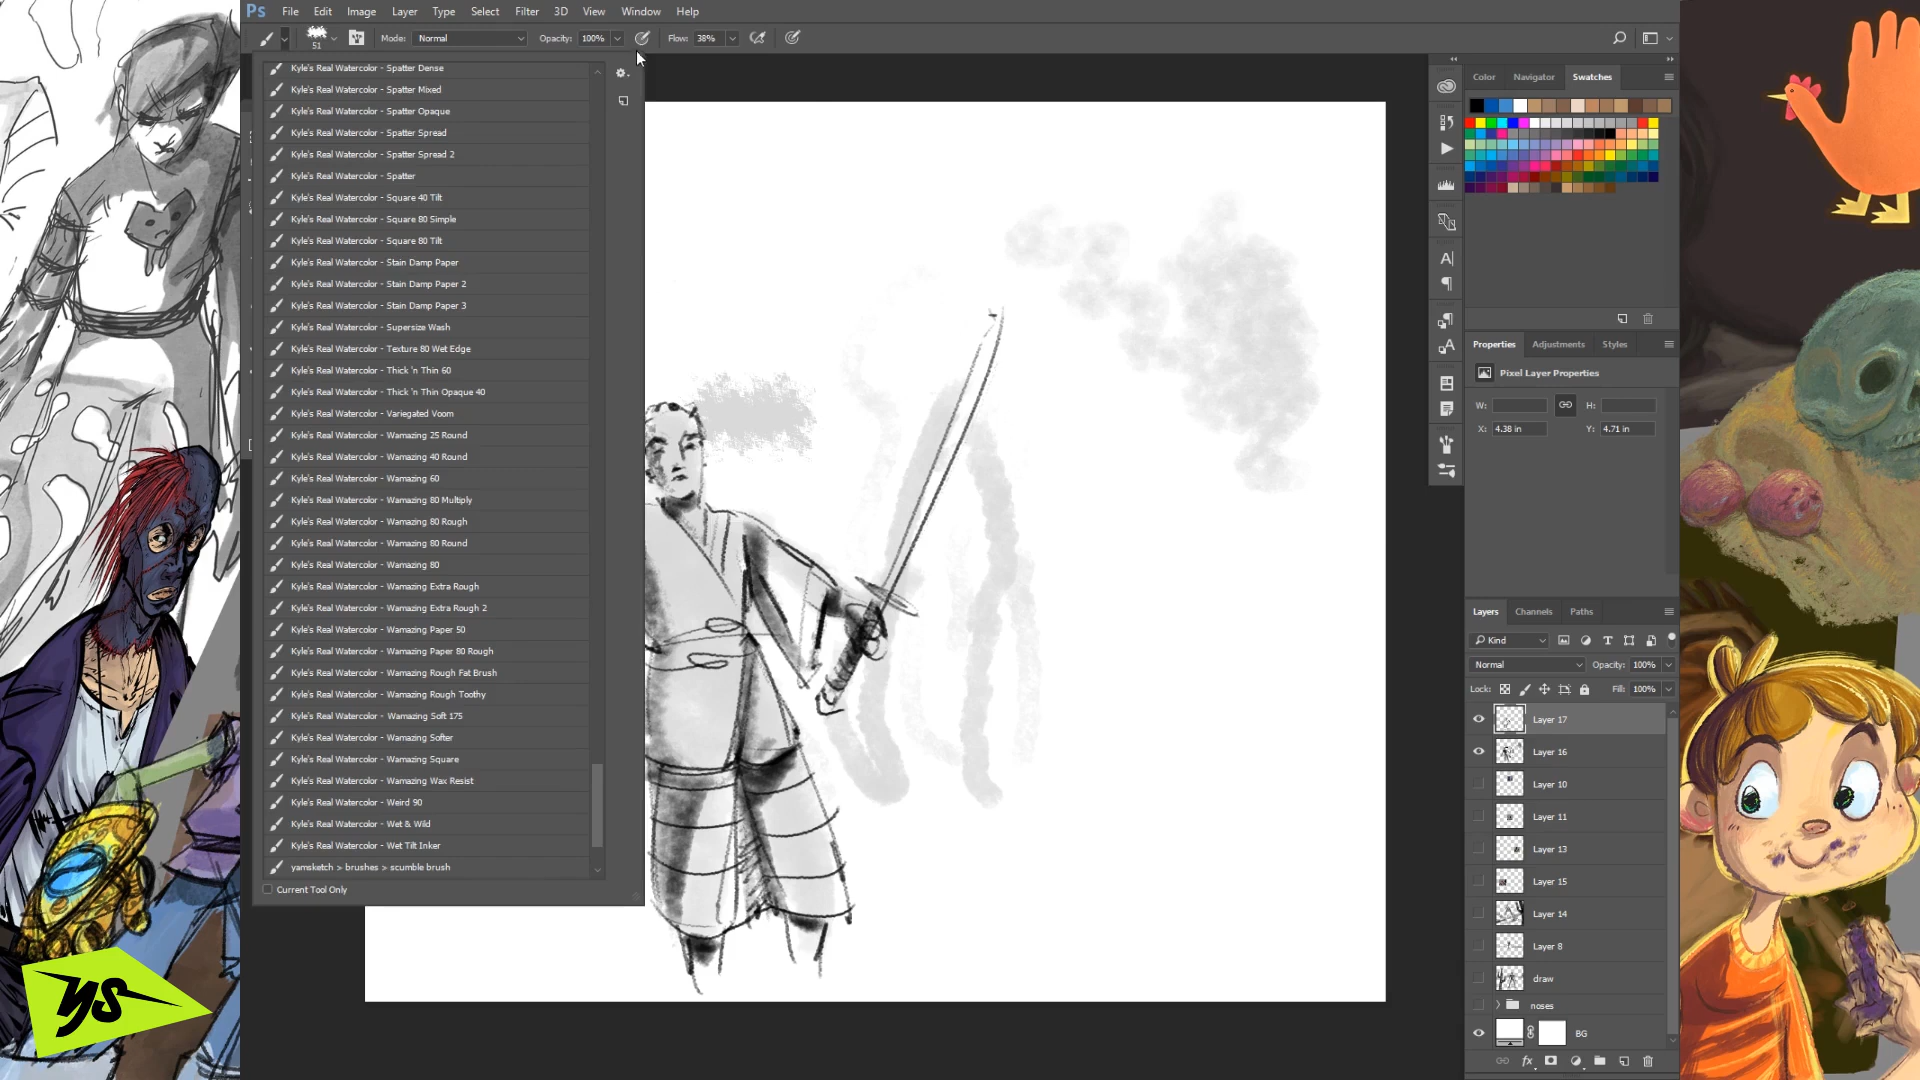 Ps File Edit Image Layer Type Select Filter 3D View Window Help
51 Mode: Normal Opacity: 100% Flow: 38%
Kyle's Real Watercolor - Spatter Dense
Kyle's Real Watercolor - Spatter Mixed
Kyle's Real Watercolor - Spatter Opaque
Kyle's Real Watercolor - Spatter Spread
Kyle's Real Watercolor - Spatter Spread 2
Kyle's Real Watercolor - Spatter
Kyle's Real Watercolor - Square 40 Tilt
Kyle's Real Watercolor - Square 80 Simple
Kyle's Real Watercolor - Square 80 Tilt
Kyle's Real Watercolor - Stain Damp Paper
Kyle's Real Watercolor - Stain Damp Paper 2
Kyle's Real Watercolor - Stain Damp Paper 3
Kyle's Real Watercolor - Supersize Wash
Kyle's Real Watercolor - Texture 80 Wet Edge
Kyle's Real Watercolor - Thick 'n Thin 60
Kyle's Real Watercolor - Thick 'n Thin Opaque 40
Kyle's Real Watercolor - Variegated Voom
Kyle's Real Watercolor - Wamazing 25 Round
Kyle's Real Watercolor - Wamazing 40 Round
Kyle's Real Watercolor - Wamazing 60
Kyle's Real Watercolor - Wamazing 80 Multiply
Kyle's Real Watercolor - Wamazing 80 Rough
Kyle's Real Watercolor - Wamazing 80 Round
Kyle's Real Watercolor - Wamazing 80
Kyle's Real Watercolor - Wamazing Extra Rough
Kyle's Real Watercolor - Wamazing Extra Rough 2
Kyle's Real Watercolor - Wamazing Paper 50
Kyle's Real Watercolor - Wamazing Paper 80 Rough
Kyle's Real Watercolor - Wamazing Rough Fat Brush
Kyle's Real Watercolor - Wamazing Rough Toothy
Kyle's Real Watercolor - Wamazing Soft 175
Kyle's Real Watercolor - Wamazing Softer
Kyle's Real Watercolor - Wamazing Square
Kyle's Real Watercolor - Wamazing Wax Resist
Kyle's Real Watercolor - Weird 90
Kyle's Real Watercolor - Wet & Wild
Kyle's Real Watercolor - Wet Tilt Inker
yamsketch > brushes > scumble brush
Current Tool Only
Color Navigator Swatches
Properties Adjustments Styles
Pixel Layer Properties
W: H:
X: 4.38 in Y: 4.71 in
Layers Channels Paths
Kind
Normal Opacity: 100%
Lock: Fill: 100%
Layer 17
Layer 16
Layer 10
Layer 11
Layer 13
Layer 15
Layer 14
Layer 8
draw
noses
BG
fx
YS